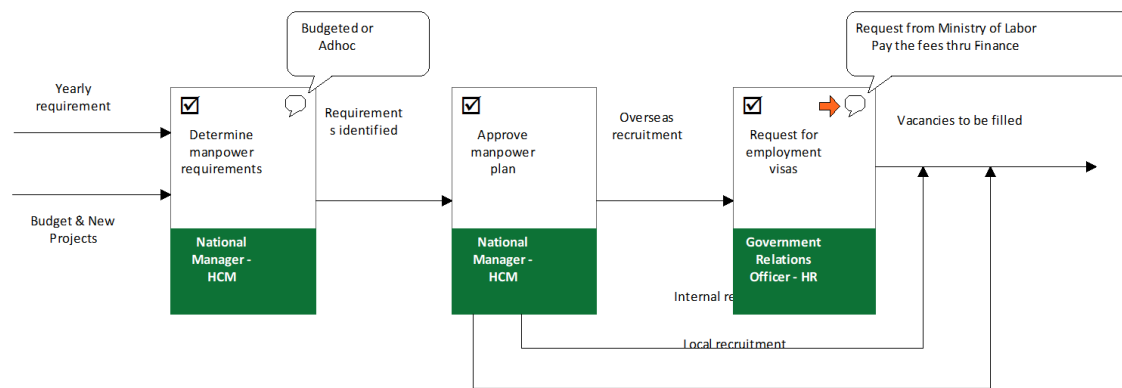 Budgeted or
Adhoc
Request from Ministry of Labor
Pay the fees thru Finance
Yearly
requirement
Determine
manpower
requirements
National
Manager -
HCM
Budget & New
Projects
Requirement
s identified
Approve
manpower
plan
National
Manager -
HCM
Overseas
recruitment
Request for
employment
visas
Government
Relations
Officer - HR
Vacancies to be filled
Internal
Local recruitment